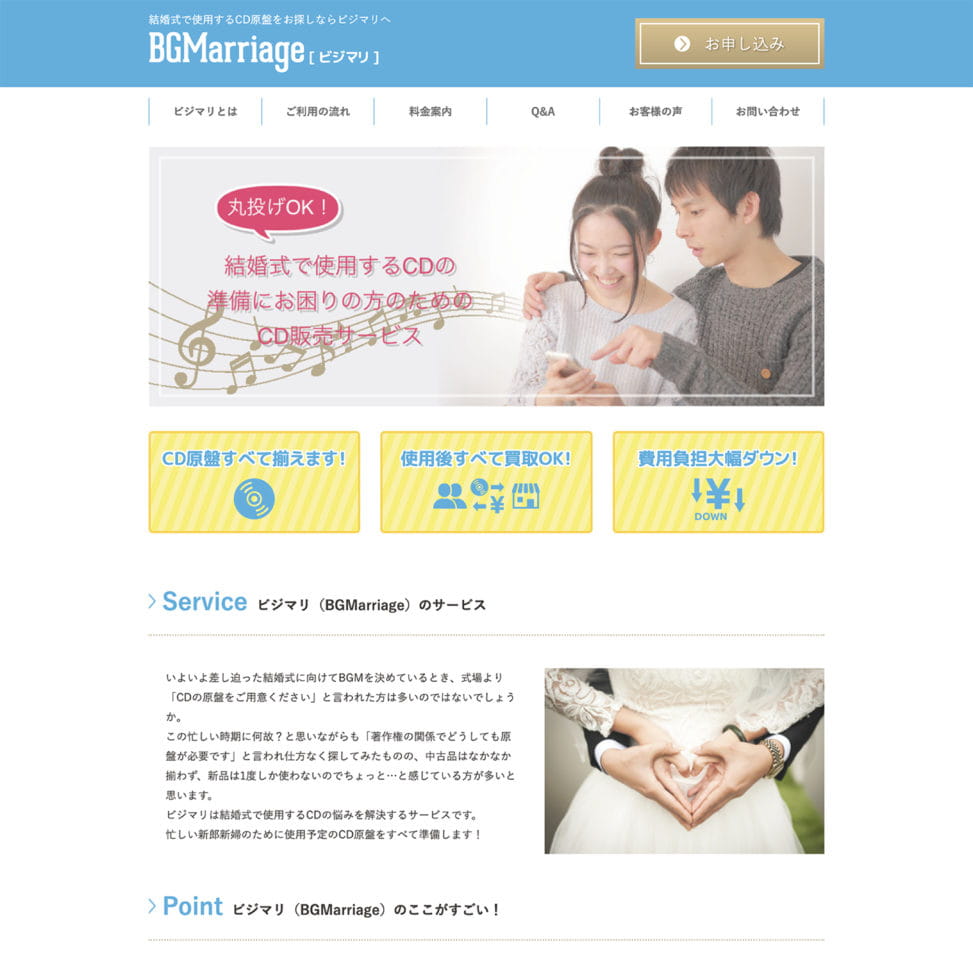 結婚式で使用するCD原盤をお探しならビジマリへ
BGMarriage [ ビジマリ ]
お申し込み
ビジマリとは
ご利用の流れ
料金案内
Q&A
お客様の声
お問い合わせ
丸投げOK！
結婚式で使用するCDの
準備にお困りの方のための
CD販売サービス
CD原盤すべて揃えます！
使用後すべて買取OK！
¥
費用負担大幅ダウン！
¥
DOWN
Service ビジマリ（BGMarriage）のサービス
いよいよ差し迫った結婚式に向けてBGMを決めているとき、式場より
「CDの原盤をご用意ください」と言われた方は多いのではないでしょう
か。
この忙しい時期に何故？と思いながらも「著作権の関係でどうしても原
盤が必要です」と言われ仕方なく探してみたものの、中古品はなかなか
揃わず、新品は1度しか使わないのでちょっと…と感じている方が多いと
思います。
ビジマリは結婚式で使用するCDの悩みを解決するサービスです。
忙しい新郎新婦のために使用予定のCD原盤をすべて準備します！
Point ビジマリ（BGMarriage）のここがすごい！